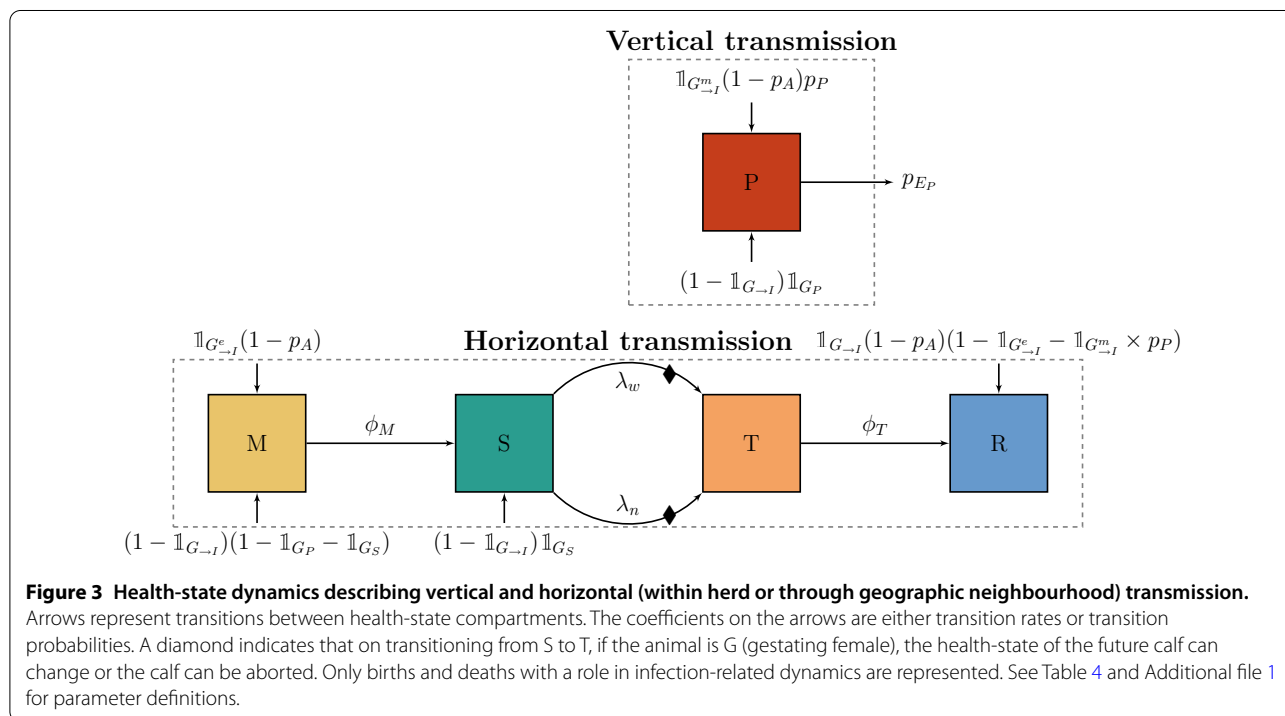 Vertical transmission
𝟙_{G^m_{→I}}(1 − p_A)p_P
P
p_{E_P}
(1 − 𝟙_{G_{→I}})𝟙_{G_P}
𝟙_{G^e_{→I}}(1 − p_A)
Horizontal transmission
𝟙_{G_{→I}}(1 − p_A)(1 − 𝟙_{G^e_{→I}} − 𝟙_{G^m_{→I}} × p_P)
λ_w
M
ϕ_M
S
T
ϕ_T
R
λ_n
(1 − 𝟙_{G_{→I}})(1 − 𝟙_{G_P} − 𝟙_{G_S})
(1 − 𝟙_{G_{→I}})𝟙_{G_S}
Figure 3 Health-state dynamics describing vertical and horizontal (within herd or through geographic neighbourhood) transmission.
Arrows represent transitions between health-state compartments. The coefficients on the arrows are either transition rates or transition
probabilities. A diamond indicates that on transitioning from S to T, if the animal is G (gestating female), the health-state of the future calf can
change or the calf can be aborted. Only births and deaths with a role in infection-related dynamics are represented. See Table 4 and Additional file 1
for parameter definitions.